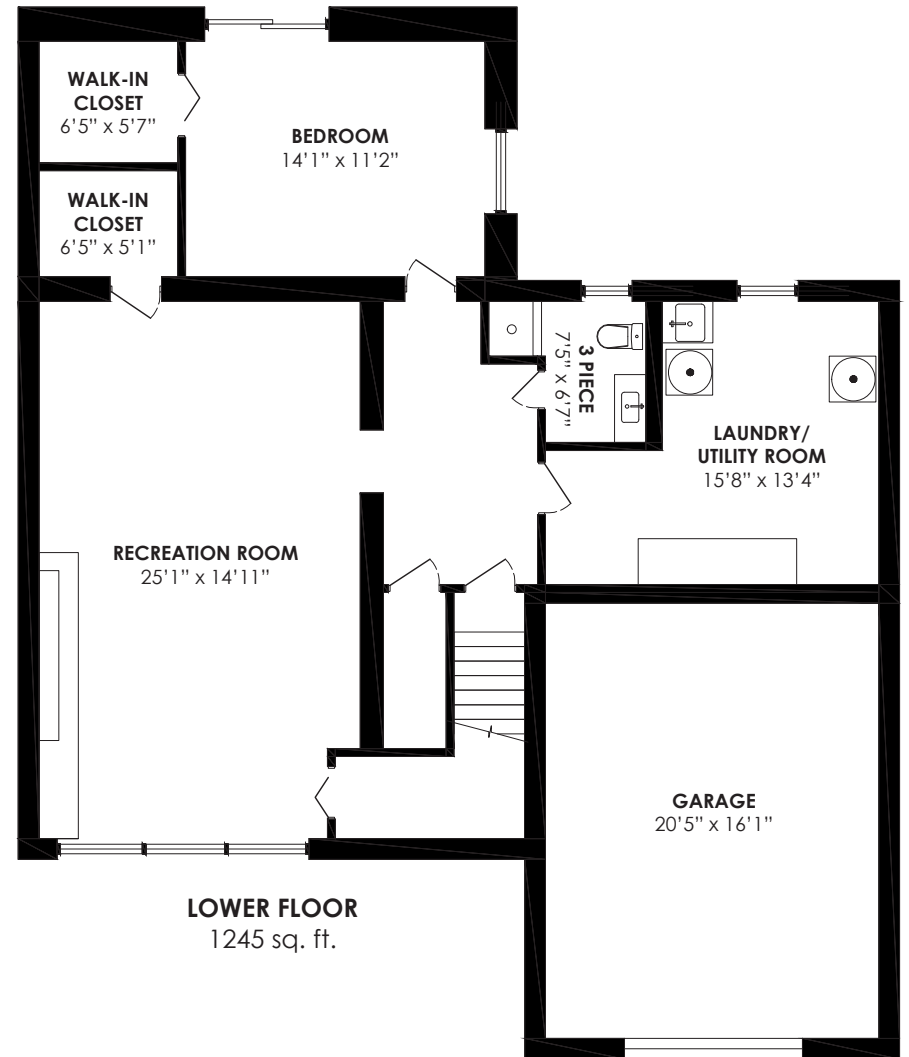 WALK-IN
CLOSET
6’5” x 5’7”
BEDROOM
14’1” x 11’2”
WALK-IN
CLOSET
6’5” x 5’1”
3 PIECE
7’5” x 6’7”
LAUNDRY/
UTILITY ROOM
15’8” x 13’4”
RECREATION ROOM
25’1” x 14’11”
GARAGE
20’5” x 16’1”
LOWER FLOOR
1245 sq. ft.